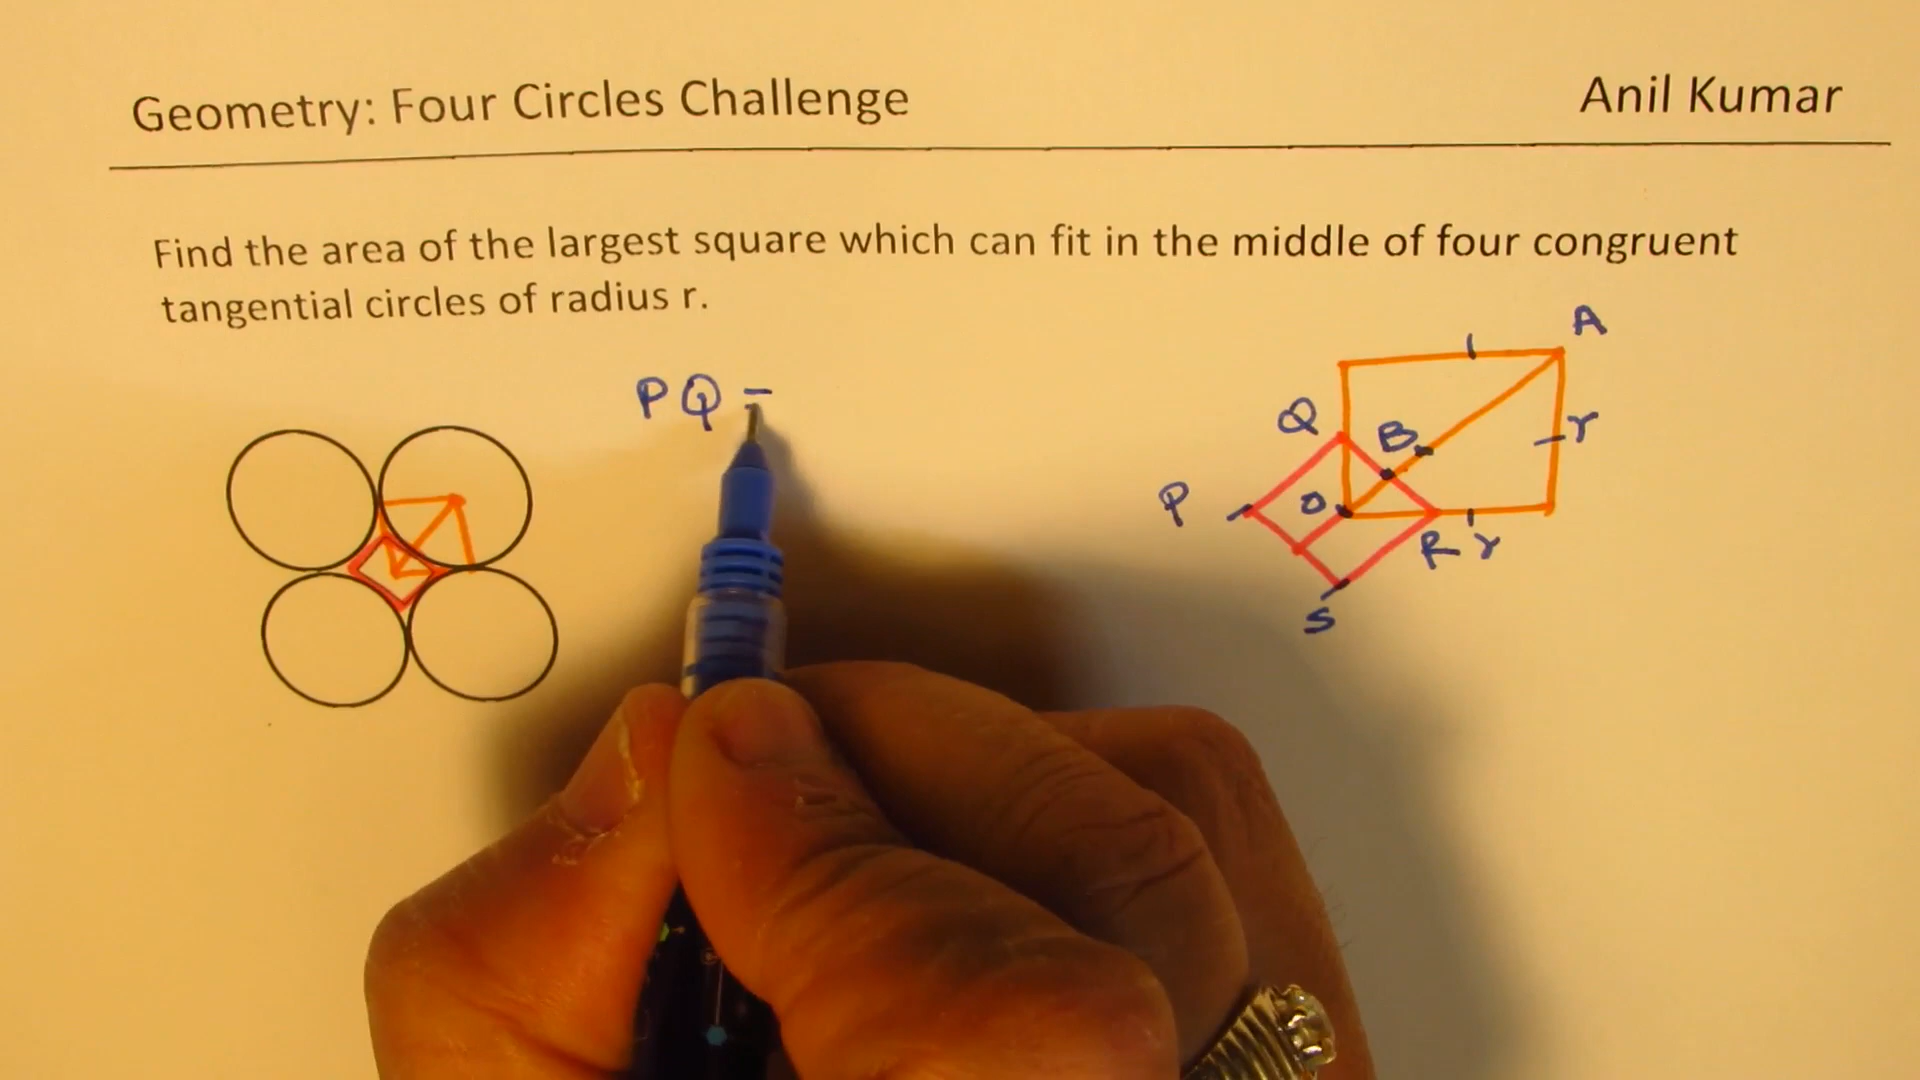 Geometry: Four Circles Challenge
Anil Kumar
Find the area of the largest square which can fit in the middle of four congruent
tangential circles of radius r.
PQ =
A
Q
B
r
P
O
R
r
S